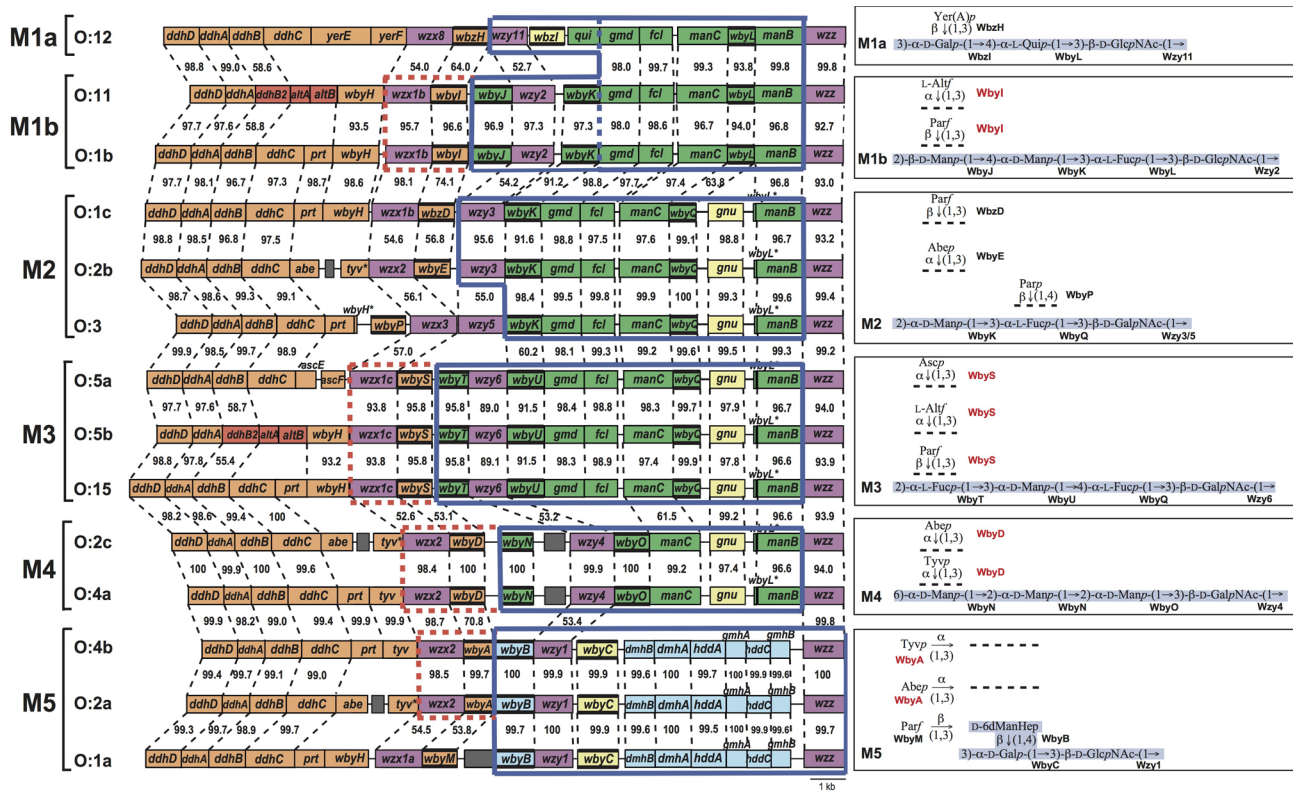 M1a
O:12 ddhD ddhA ddhB ddhC yerE yerF wzx8 wbzH wzy11 wbzI qui gmd fcl manC wbyL manB wzz
98.8 99.0 58.6 54.0 64.0 52.7 98.0 99.7 99.3 93.8 99.8 99.8
M1b
O:11 ddhD ddhA ddhB2 altA altB wbyH wzx1b wbyI wbyJ wzy2 wbyK gmd fcl manC wbyL manB wzz
97.7 97.6 58.8 93.5 95.7 96.6 96.9 97.3 97.3 98.0 98.6 96.7 94.0 96.8 92.7
O:1b ddhD ddhA ddhB ddhC prt wbyH wzx1b wbyI wbyJ wzy2 wbyK gmd fcl manC wbyL manB wzz
97.7 98.1 96.7 97.3 98.7 98.6 98.1 74.1 54.2 91.2 98.8 97.7 97.4 63.8 96.8 93.0
wbyL*
M2
O:1c ddhD ddhA ddhB ddhC prt wbyH wzx1b wbzD wzy3 wbyK gmd fcl manC wbyQ gnu manB wzz
98.8 98.5 96.8 97.5 54.6 56.8 95.6 91.6 98.8 97.5 97.6 99.1 98.8 96.7 93.2
wbyL*
O:2b ddhD ddhA ddhB ddhC abe tyv* wzx2 wbyE wzy3 wbyK gmd fcl manC wbyQ gnu manB wzz
98.7 98.6 99.3 99.1 56.1 55.0 98.4 99.5 99.8 99.9 100 99.3 99.6 99.4
wbyH* wbyL*
O:3 ddhD ddhA ddhB ddhC prt wbyP wzx3 wzy5 wbyK gmd fcl manC wbyQ gnu manB wzz
99.9 98.5 99.7 98.9 57.0 60.2 98.1 99.3 99.2 99.6 99.5 99.3 99.2
ascE wbyL*
M3
O:5a ddhD ddhA ddhB ddhC ascF wzx1c wbyS wbyT wzy6 wbyU gmd fcl manC wbyQ gnu manB wzz
97.7 97.6 58.7 93.8 95.8 95.8 89.0 91.5 98.4 98.8 98.3 99.7 97.9 96.7 94.0
wbyL*
O:5b ddhD ddhA ddhB2 altA altB wbyH wzx1c wbyS wbyT wzy6 wbyU gmd fcl manC wbyQ gnu manB wzz
98.8 97.8 55.4 93.2 93.8 95.8 95.8 89.1 91.5 98.3 98.9 97.4 99.9 97.8 96.6 93.9
wbyL*
O:15 ddhD ddhA ddhB ddhC prt wbyH wzx1c wbyS wbyT wzy6 wbyU gmd fcl manC wbyQ gnu manB wzz
98.2 98.6 99.4 100 52.6 53.1 53.2 61.5 99.2 96.6 93.9
wbyL*
M4
O:2c ddhD ddhA ddhB ddhC abe tyv* wzx2 wbyD wbyN wzy4 wbyO manC gnu manB wzz
100 99.9 100 99.6 98.4 100 100 99.9 100 99.2 97.4 96.6 94.0
wbyL*
O:4a ddhD ddhA ddhB ddhC prt tyv wzx2 wbyD wbyN wzy4 wbyO manC gnu manB wzz
99.9 98.2 99.0 99.4 99.9 99.9 98.7 70.8 53.4 99.8
gmhA gmhB
M5
O:4b ddhD ddhA ddhB ddhC prt tyv wzx2 wbyA wbyB wzy1 wbyC dmhB dmhA hddA hddC wzz
99.4 99.7 99.1 99.0 98.5 99.7 100 99.9 99.9 99.6 100 99.9 100 99.9 99.6 100
gmhA gmhB
O:2a ddhD ddhA ddhB ddhC abe tyv* wzx2 wbyA wbyB wzy1 wbyC dmhB dmhA hddA hddC wzz
99.3 99.7 98.9 99.7 54.5 53.8 99.7 100 99.9 99.6 99.7 99.5 100 99.9 99.6 99.7
gmhA gmhB
O:1a ddhD ddhA ddhB ddhC prt wbyH wzx1a wbyM wbyB wzy1 wbyC dmhB dmhA hddA hddC wzz
1 kb
Yer(A)p
β↓(1,3) WbzH
M1a 3)-α-D-Galp-(1→4)-α-L-Quip-(1→3)-β-D-GlcpNAc-(1→
WbzI WbyL Wzy11
L-Altf
α↓(1,3) WbyI
Parf
β↓(1,3) WbyI
M1b 2)-β-D-Manp-(1→4)-α-D-Manp-(1→3)-α-L-Fucp-(1→3)-β-D-GlcpNAc-(1→
WbyJ WbyK WbyL Wzy2
Parf
β↓(1,3) WbzD
Abep
α↓(1,3) WbyE
Parp
β↓(1,4) WbyP
M2 2)-α-D-Manp-(1→3)-α-L-Fucp-(1→3)-β-D-GalpNAc-(1→
WbyK WbyQ Wzy3/5
Ascp
α↓(1,3) WbyS
L-Altf
α↓(1,3) WbyS
Parf
β↓(1,3) WbyS
M3 2)-α-L-Fucp-(1→3)-α-D-Manp-(1→4)-α-L-Fucp-(1→3)-β-D-GalpNAc-(1→
WbyT WbyU WbyQ Wzy6
Abep
α↓(1,3) WbyD
Tyvp
α↓(1,3) WbyD
M4 6)-α-D-Manp-(1→2)-α-D-Manp-(1→2)-α-D-Manp-(1→3)-β-D-GalpNAc-(1→
WbyN WbyN WbyO Wzy4
Tyvp α→
WbyA (1,3)
Abep α→
WbyA (1,3)
Parf β→ D-6dManHep
WbyM (1,3) β↓(1,4) WbyB
M5 3)-α-D-Galp-(1→3)-β-D-GlcpNAc-(1→
WbyC Wzy1